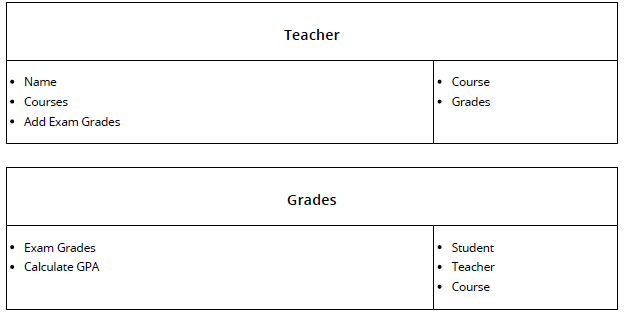 Teacher
• Name
• Courses
• Add Exam Grades
• Course
• Grades
Grades
• Exam Grades
• Calculate GPA
• Student
• Teacher
• Course